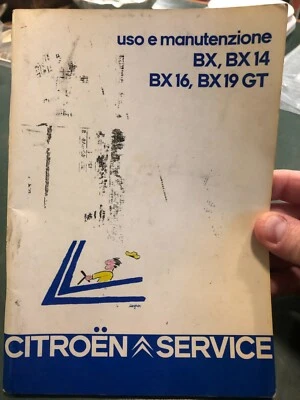 uso e manutenzione
BX, BX 14
BX 16, BX 19 GT
CITROËN SERVICE